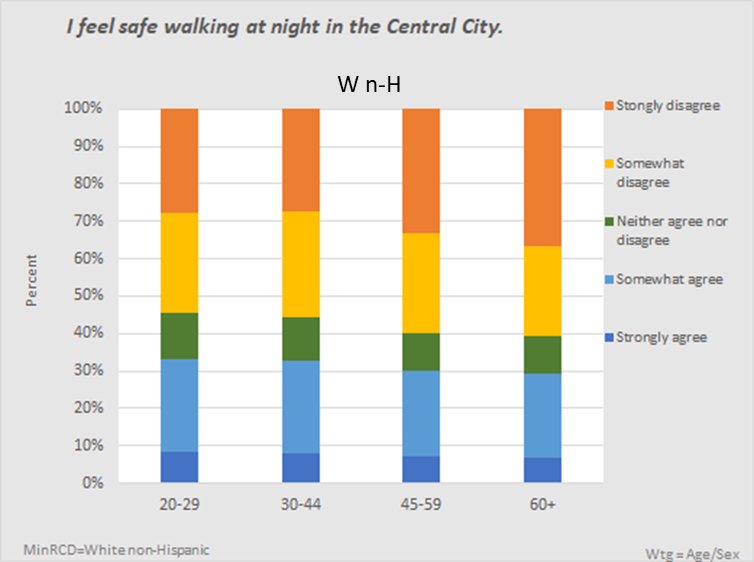 I feel safe walking at night in the Central City.
W n-H
100%
90%
80%
70%
60%
50%
40%
30%
20%
10%
0%
Percent
20-29
30-44
45-59
60+
Stongly disagree
Somewhat
disagree
Neither agree nor
disagree
Somewhat agree
Strongly agree
MinRCD=White non-Hispanic
Wtg = Age/Sex